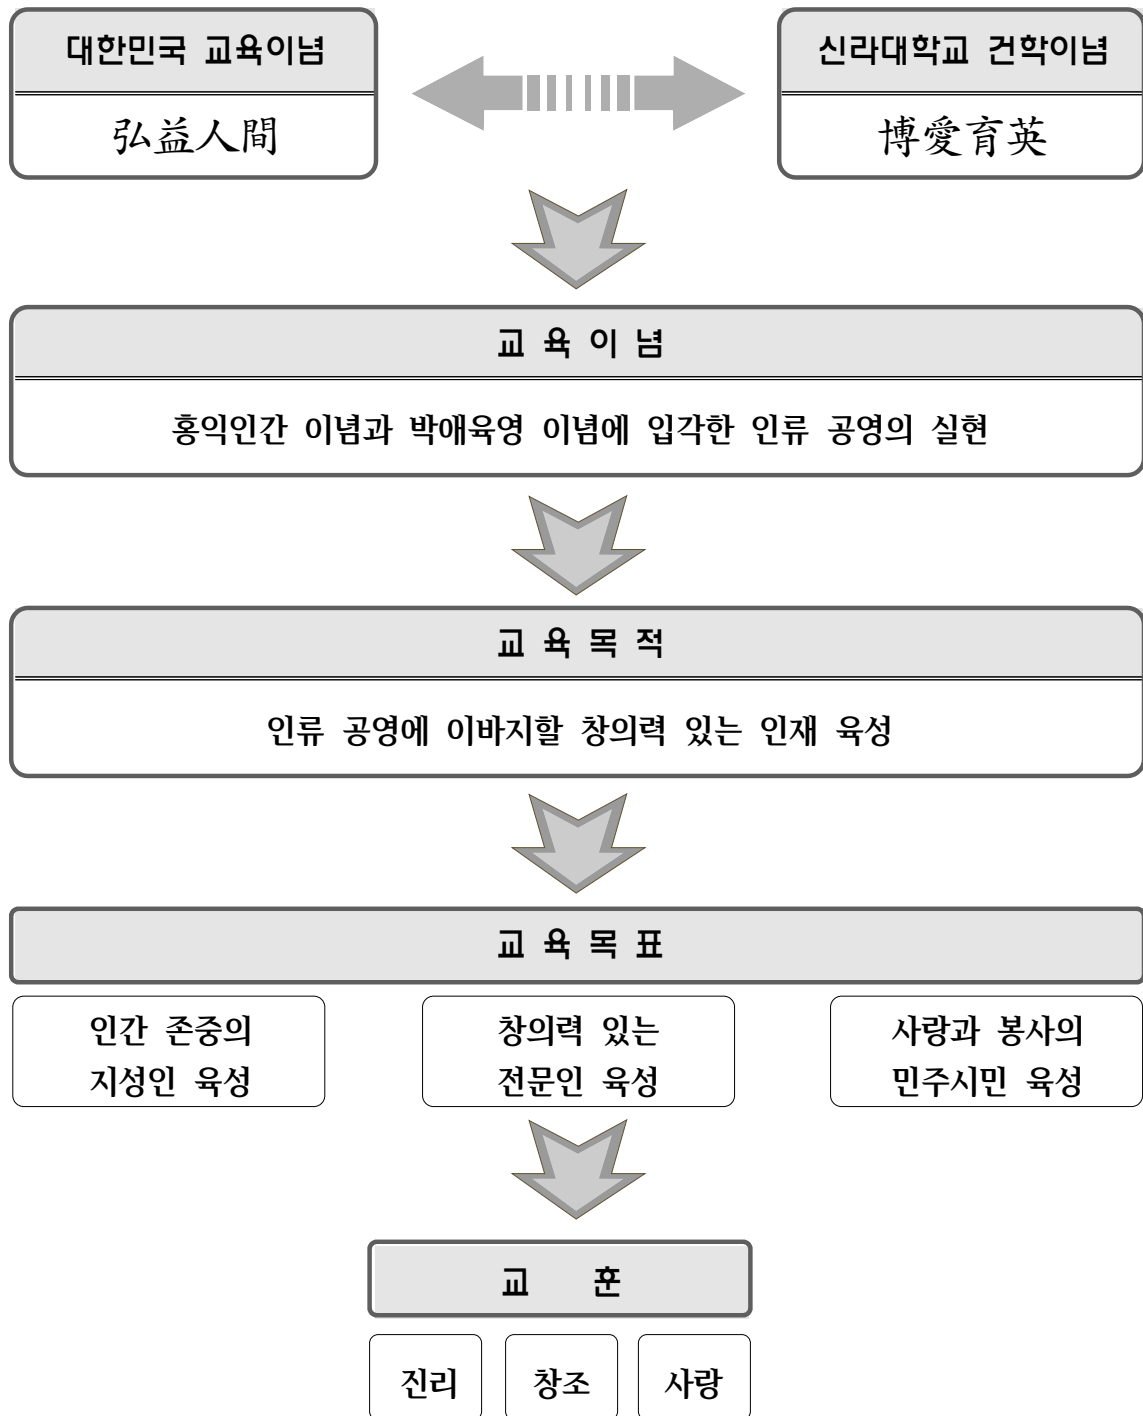 대한민국 교육이념
신라대학교 건학이념
弘益人間
博愛育英
교 육 이 념
홍익인간 이념과 박애육영 이념에 입각한 인류 공영의 실현
교 육 목 적
인류 공영에 이바지할 창의력 있는 인재 육성
교 육 목 표
인간 존중의
지성인 육성
창의력 있는
전문인 육성
사랑과 봉사의
민주시민 육성
교 훈
진리
창조
사랑